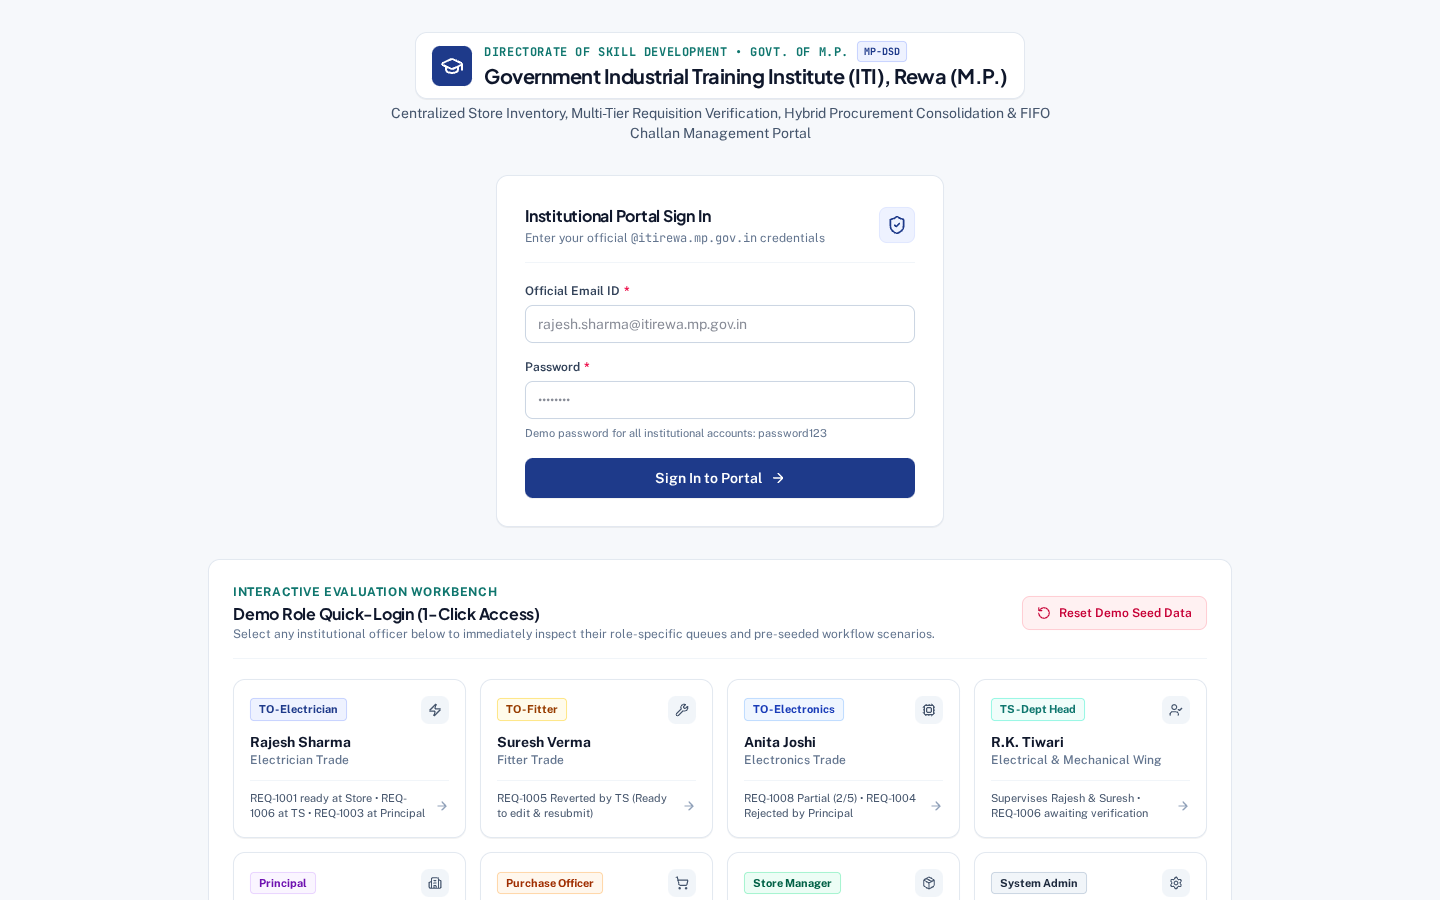 DIRECTORATE OF SKILL DEVELOPMENT • GOVT. OF M.P. MP-DSD
Government Industrial Training Institute (ITI), Rewa (M.P.)
Centralized Store Inventory, Multi-Tier Requisition Verification, Hybrid Procurement Consolidation & FIFO
Challan Management Portal
Institutional Portal Sign In
Enter your official @itirewa.mp.gov.in credentials
Official Email ID *
rajesh.sharma@itirewa.mp.gov.in
Password *
••••••••
Demo password for all institutional accounts: password123
Sign In to Portal →
INTERACTIVE EVALUATION WORKBENCH
Demo Role Quick-Login (1-Click Access)
Select any institutional officer below to immediately inspect their role-specific queues and pre-seeded workflow scenarios.
Reset Demo Seed Data
TO-Electrician
Rajesh Sharma
Electrician Trade
REQ-1001 ready at Store • REQ-
1006 at TS • REQ-1003 at Principal
TO-Fitter
Suresh Verma
Fitter Trade
REQ-1005 Reverted by TS (Ready
to edit & resubmit)
TO-Electronics
Anita Joshi
Electronics Trade
REQ-1008 Partial (2/5) • REQ-1004
Rejected by Principal
TS-Dept Head
R.K. Tiwari
Electrical & Mechanical Wing
Supervises Rajesh & Suresh •
REQ-1006 awaiting verification
Principal
Purchase Officer
Store Manager
System Admin